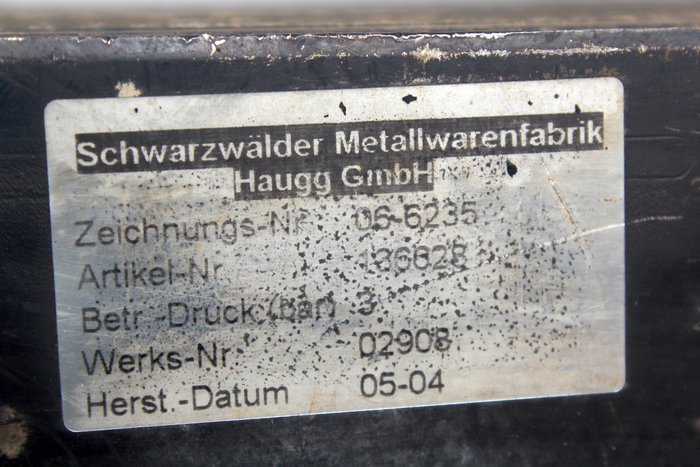 Schwarzwälder Metallwarenfabrik
Haugg GmbH
Zeichnungs-Nr. 06-6235
Artikel-Nr. 136628
Betr.-Druck (bar) 3
Werks-Nr. 02908
Herst.-Datum 05-04